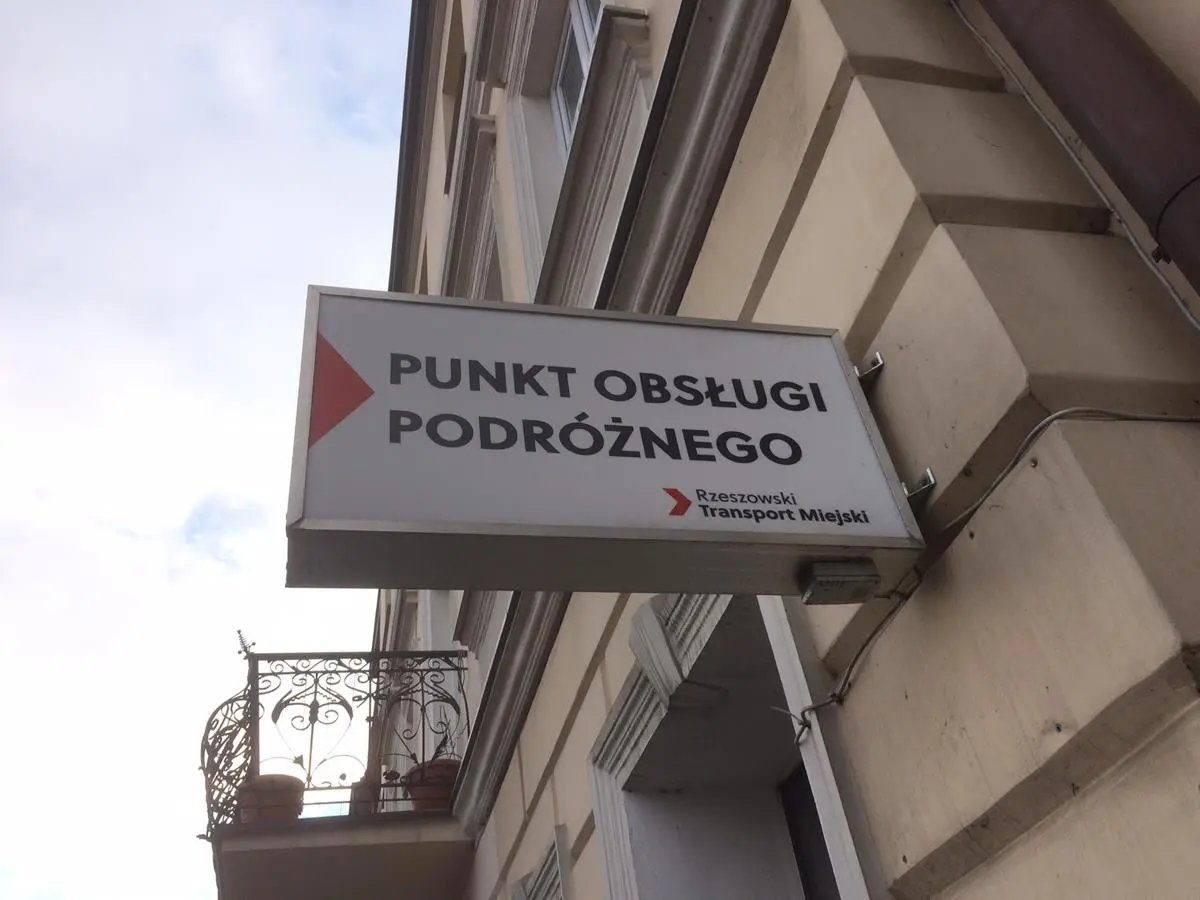 PUNKT OBSŁUGI
PODRÓŻNEGO
Rzeszowski
Transport Miejski